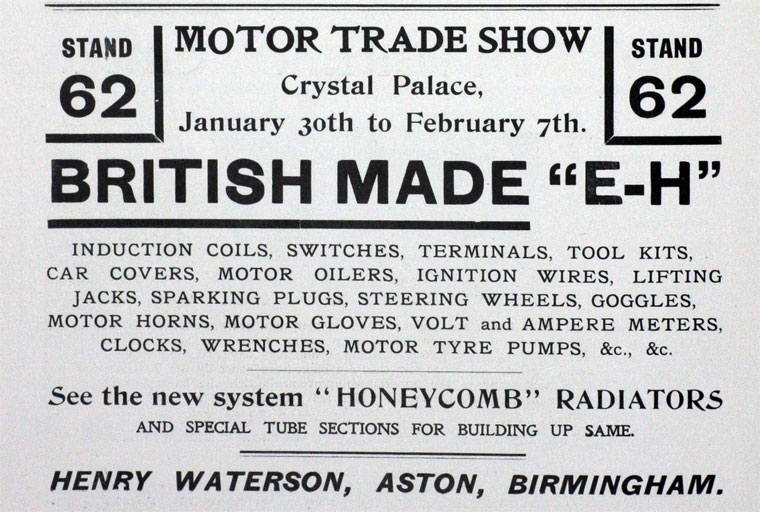 STAND
62
MOTOR TRADE SHOW
Crystal Palace,
January 30th to February 7th.
STAND
62
BRITISH MADE “E-H”
INDUCTION COILS, SWITCHES, TERMINALS, TOOL KITS,
CAR COVERS, MOTOR OILERS, IGNITION WIRES, LIFTING
JACKS, SPARKING PLUGS, STEERING WHEELS, GOGGLES,
MOTOR HORNS, MOTOR GLOVES, VOLT and AMPERE METERS,
CLOCKS, WRENCHES, MOTOR TYRE PUMPS, &c., &c.
See the new system “HONEYCOMB” RADIATORS
AND SPECIAL TUBE SECTIONS FOR BUILDING UP SAME.
HENRY WATERSON, ASTON, BIRMINGHAM.